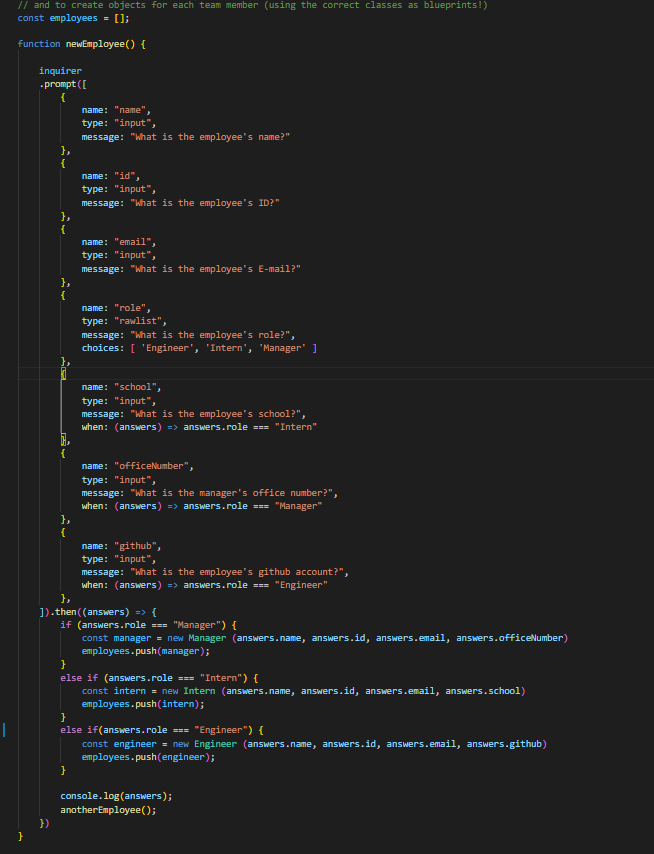 // and to create objects for each team member (using the correct classes as blueprints!)
const employees = [];
function newEmployee() {
inquirer
.prompt([
{
name: "name",
type: "input",
message: "What is the employee's name?"
},
{
name: "id",
type: "input",
message: "What is the employee's ID?"
},
{
name: "email",
type: "input",
message: "What is the employee's E-mail?"
},
{
name: "role",
type: "rawlist",
message: "What is the employee's role?",
choices: [ 'Engineer', 'Intern', 'Manager' ]
},
{
name: "school",
type: "input",
message: "What is the employee's school?",
when: (answers) => answers.role === "Intern"
},
{
name: "officeNumber",
type: "input",
message: "What is the manager's office number?",
when: (answers) => answers.role === "Manager"
},
{
name: "github",
type: "input",
message: "What is the employee's github account?",
when: (answers) => answers.role === "Engineer"
},
]).then((answers) => {
if (answers.role === "Manager") {
const manager = new Manager (answers.name, answers.id, answers.email, answers.officeNumber)
employees.push(manager);
}
else if (answers.role === "Intern") {
const intern = new Intern (answers.name, answers.id, answers.email, answers.school)
employees.push(intern);
}
else if(answers.role === "Engineer") {
const engineer = new Engineer (answers.name, answers.id, answers.email, answers.github)
employees.push(engineer);
}
console.log(answers);
anotherEmployee();
})
}